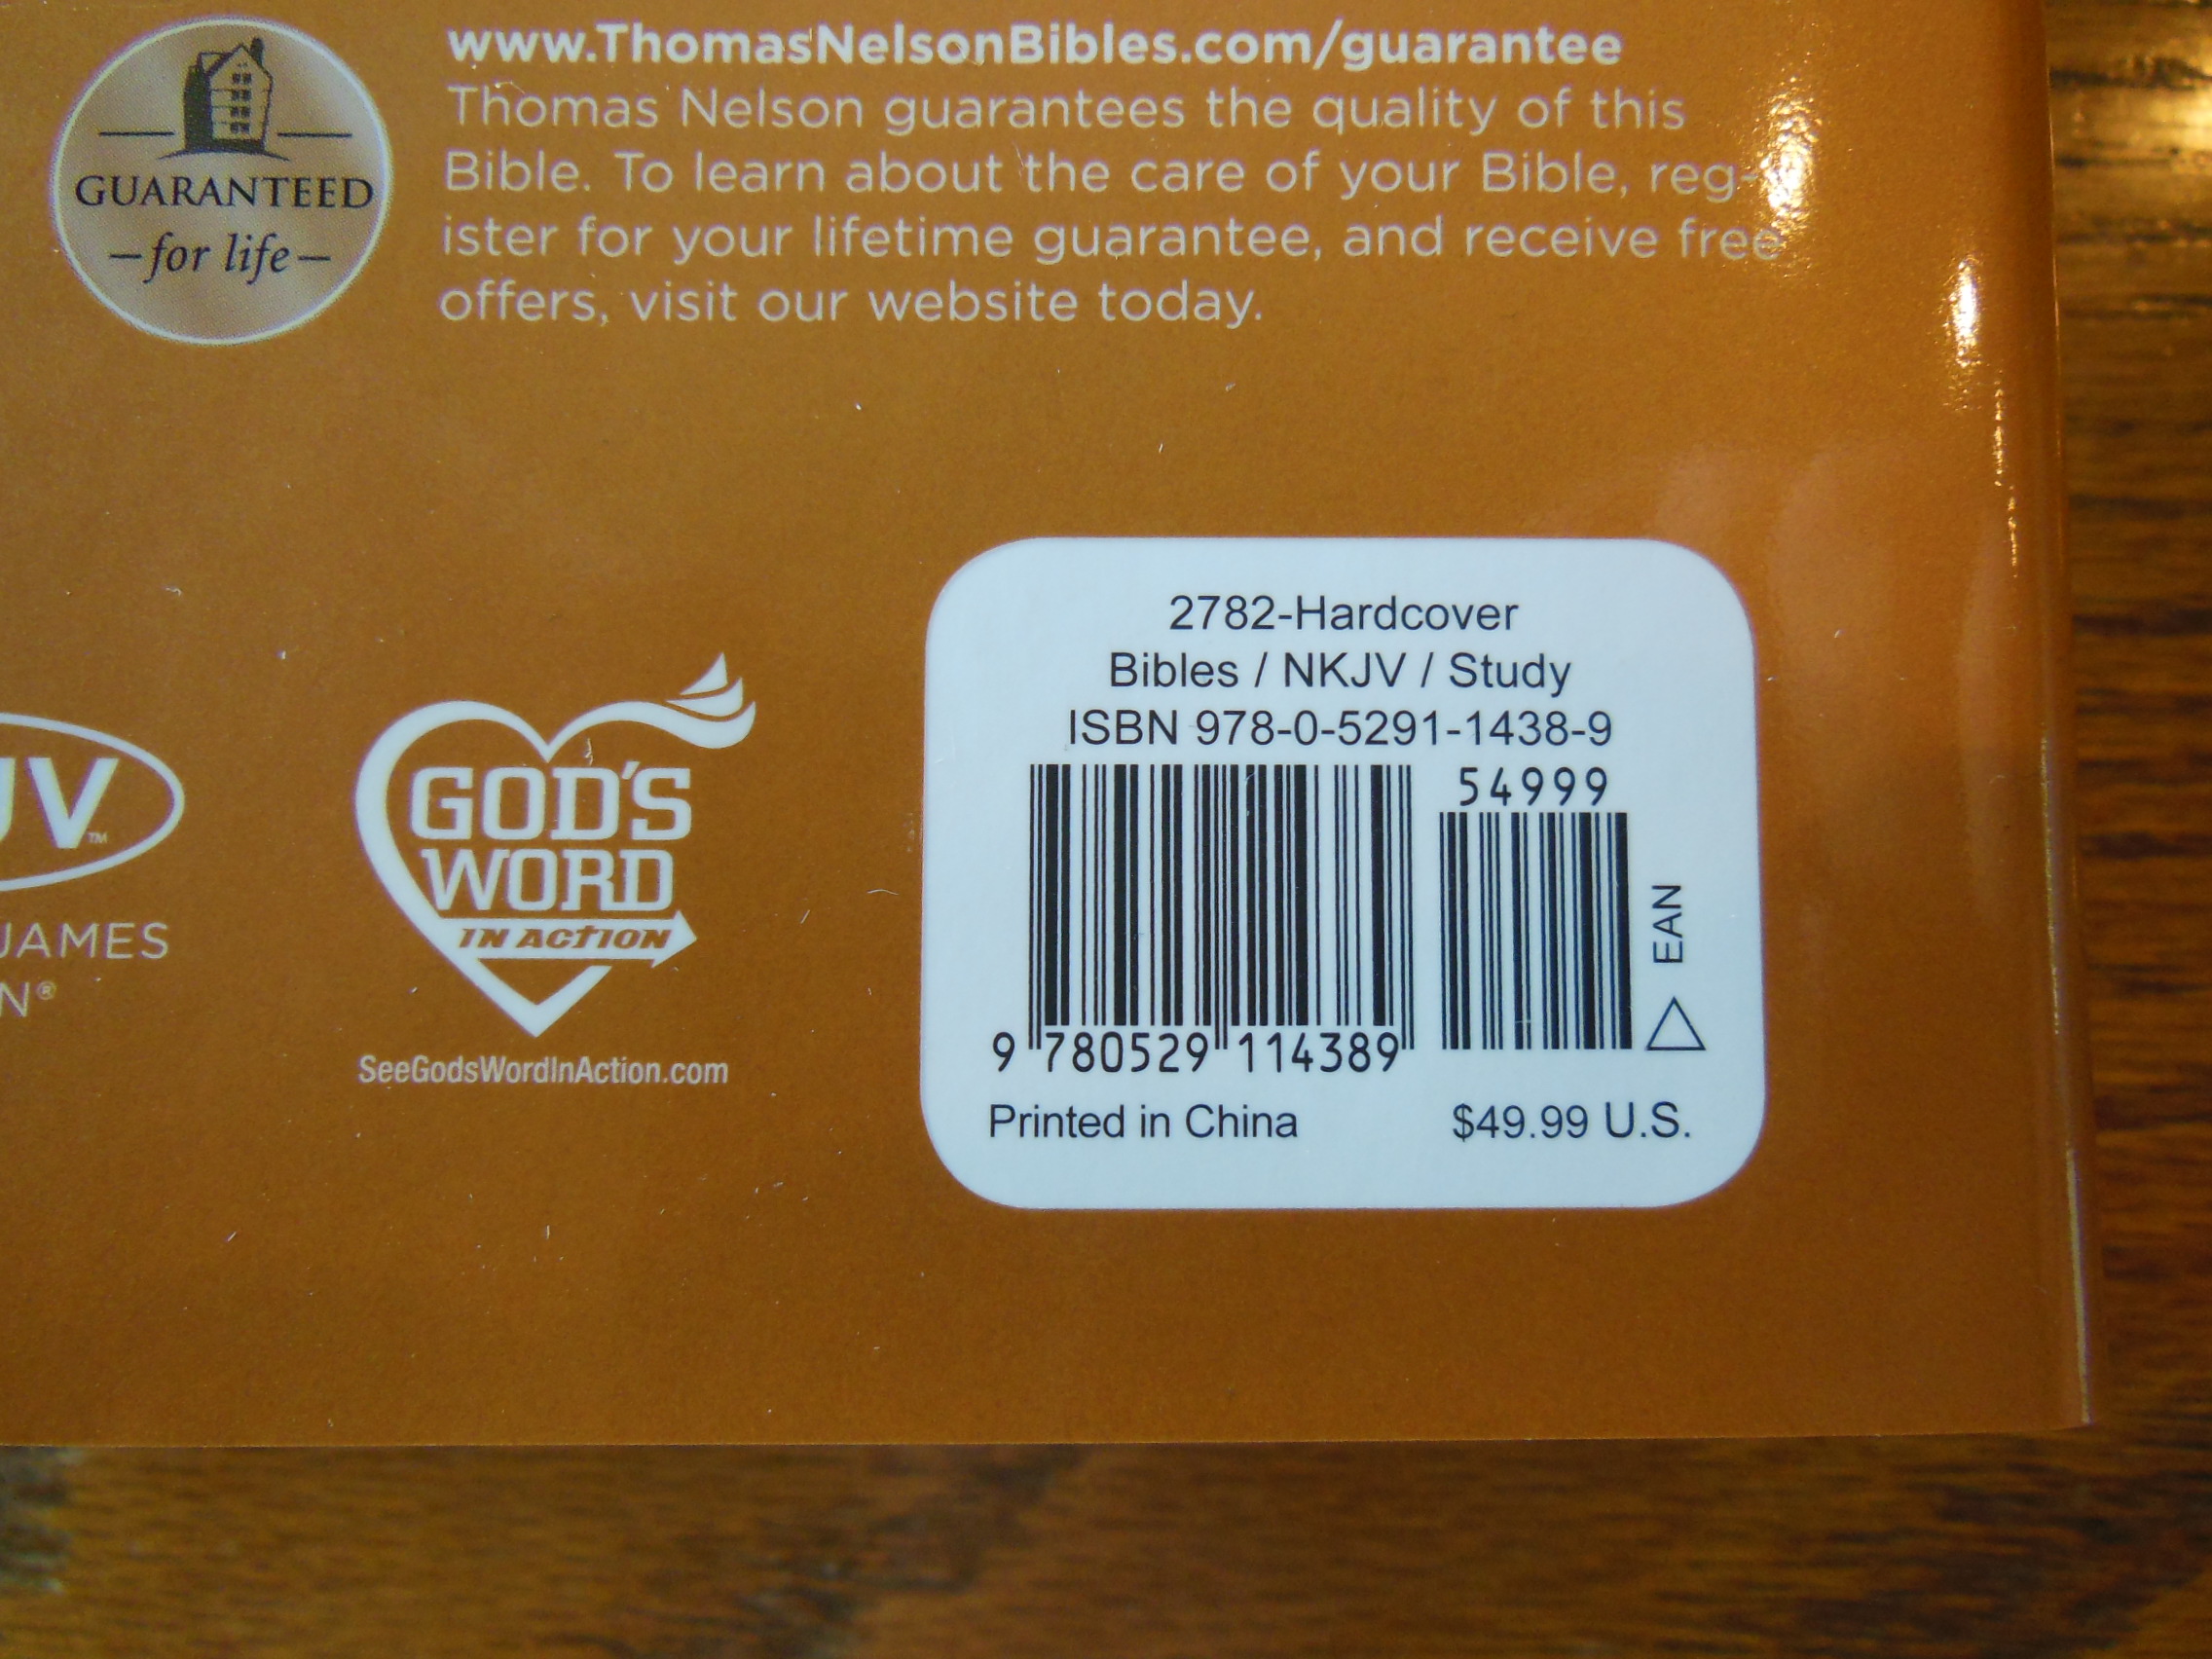 www.ThomasNelsonBibles.com/guarantee
Thomas Nelson guarantees the quality of this
Bible. To learn about the care of your Bible, reg-
ister for your lifetime guarantee, and receive free
offers, visit our website today.
GUARANTEED
–for life–
JV™
JAMES
N®
GOD'S
WORD
IN ACTION
SeeGodsWordInAction.com
2782-Hardcover
Bibles / NKJV / Study
ISBN 978-0-5291-1438-9
54999
EAN
9 780529 114389
Printed in China $49.99 U.S.